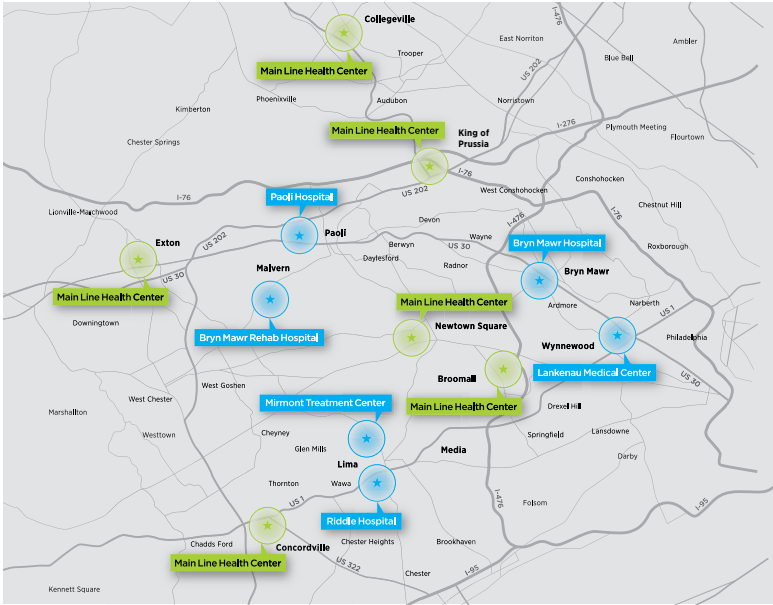 Collegeville
I-476
East Norriton
Ambler
Trooper
Blue Bell
Main Line Health Center
US 202
Phoenixville
Audubon
Norristown
Kimberton
I-276
Main Line Health Center
King of
Prussia
Plymouth Meeting
Flourtown
Chester Springs
I-76
Conshohocken
I-76
US 202
West Conshohocken
Paoli Hospital
Chestnut Hill
Lionville-Marchwood
I-476
I-76
Devon
Paoli
Wayne
Exton
US 202
Berwyn
US 30
Bryn Mawr Hospital
Roxborough
Daylesford
Malvern
Radnor
Bryn Mawr
US 30
Main Line Health Center
Main Line Health Center
Ardmore
Narberth
US 1
Downingtown
Newtown Square
Bryn Mawr Rehab Hospital
Wynnewood
Philadelphia
Lankenau Medical Center
US 30
Broomall
West Goshen
West Chester
Mirmont Treatment Center
Main Line Health Center
Drexel Hill
Marshallton
Westtown
Cheyney
Springfield
Lansdowne
Glen Mills
Media
Darby
Lima
Thornton
Wawa
I-476
US 1
Folsom
I-95
Riddle Hospital
Chadds Ford
Concordville
Chester Heights
Brookhaven
Main Line Health Center
US 322
I-95
Chester
Kennett Square